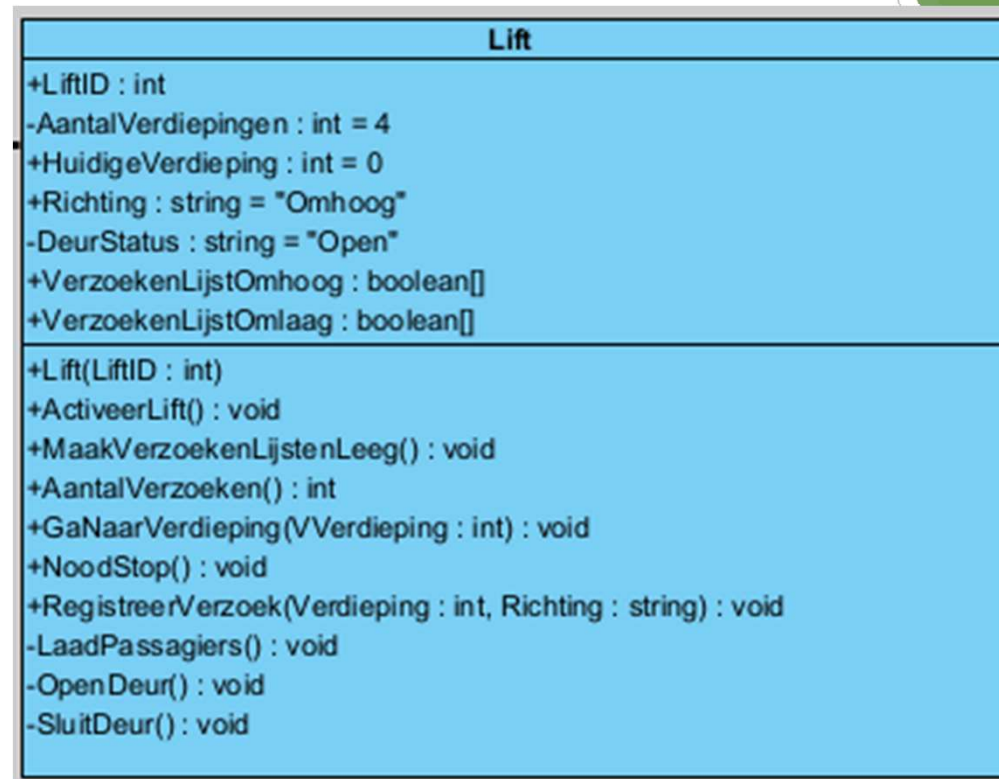 Lift
+LiftID : int
-AantalVerdiepingen : int = 4
+HuidigeVerdieping : int = 0
+Richting : string = "Omhoog"
-DeurStatus : string = "Open"
+VerzoekenLijstOmhoog : boolean[]
+VerzoekenLijstOmlaag : boolean[]
+Lift(LiftID : int)
+ActiveerLift() : void
+MaakVerzoekenLijstenLeeg() : void
+AantalVerzoeken() : int
+GaNaarVerdieping(VVerdieping : int) : void
+NoodStop() : void
+RegistreerVerzoek(Verdieping : int, Richting : string) : void
-LaadPassagiers() : void
-OpenDeur() : void
-SluitDeur() : void